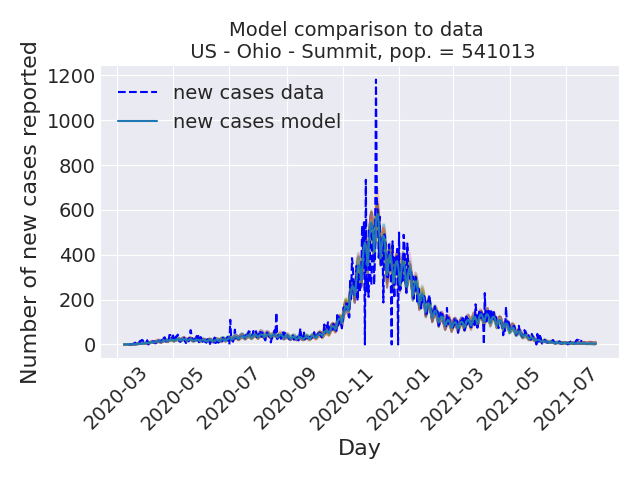 Model comparison to data
US - Ohio - Summit, pop. = 541013
Number of new cases reported
1200
1000
800
600
400
200
0
new cases data
new cases model
2020-03
2020-05
2020-07
2020-09
2020-11
2021-01
2021-03
2021-05
2021-07
Day